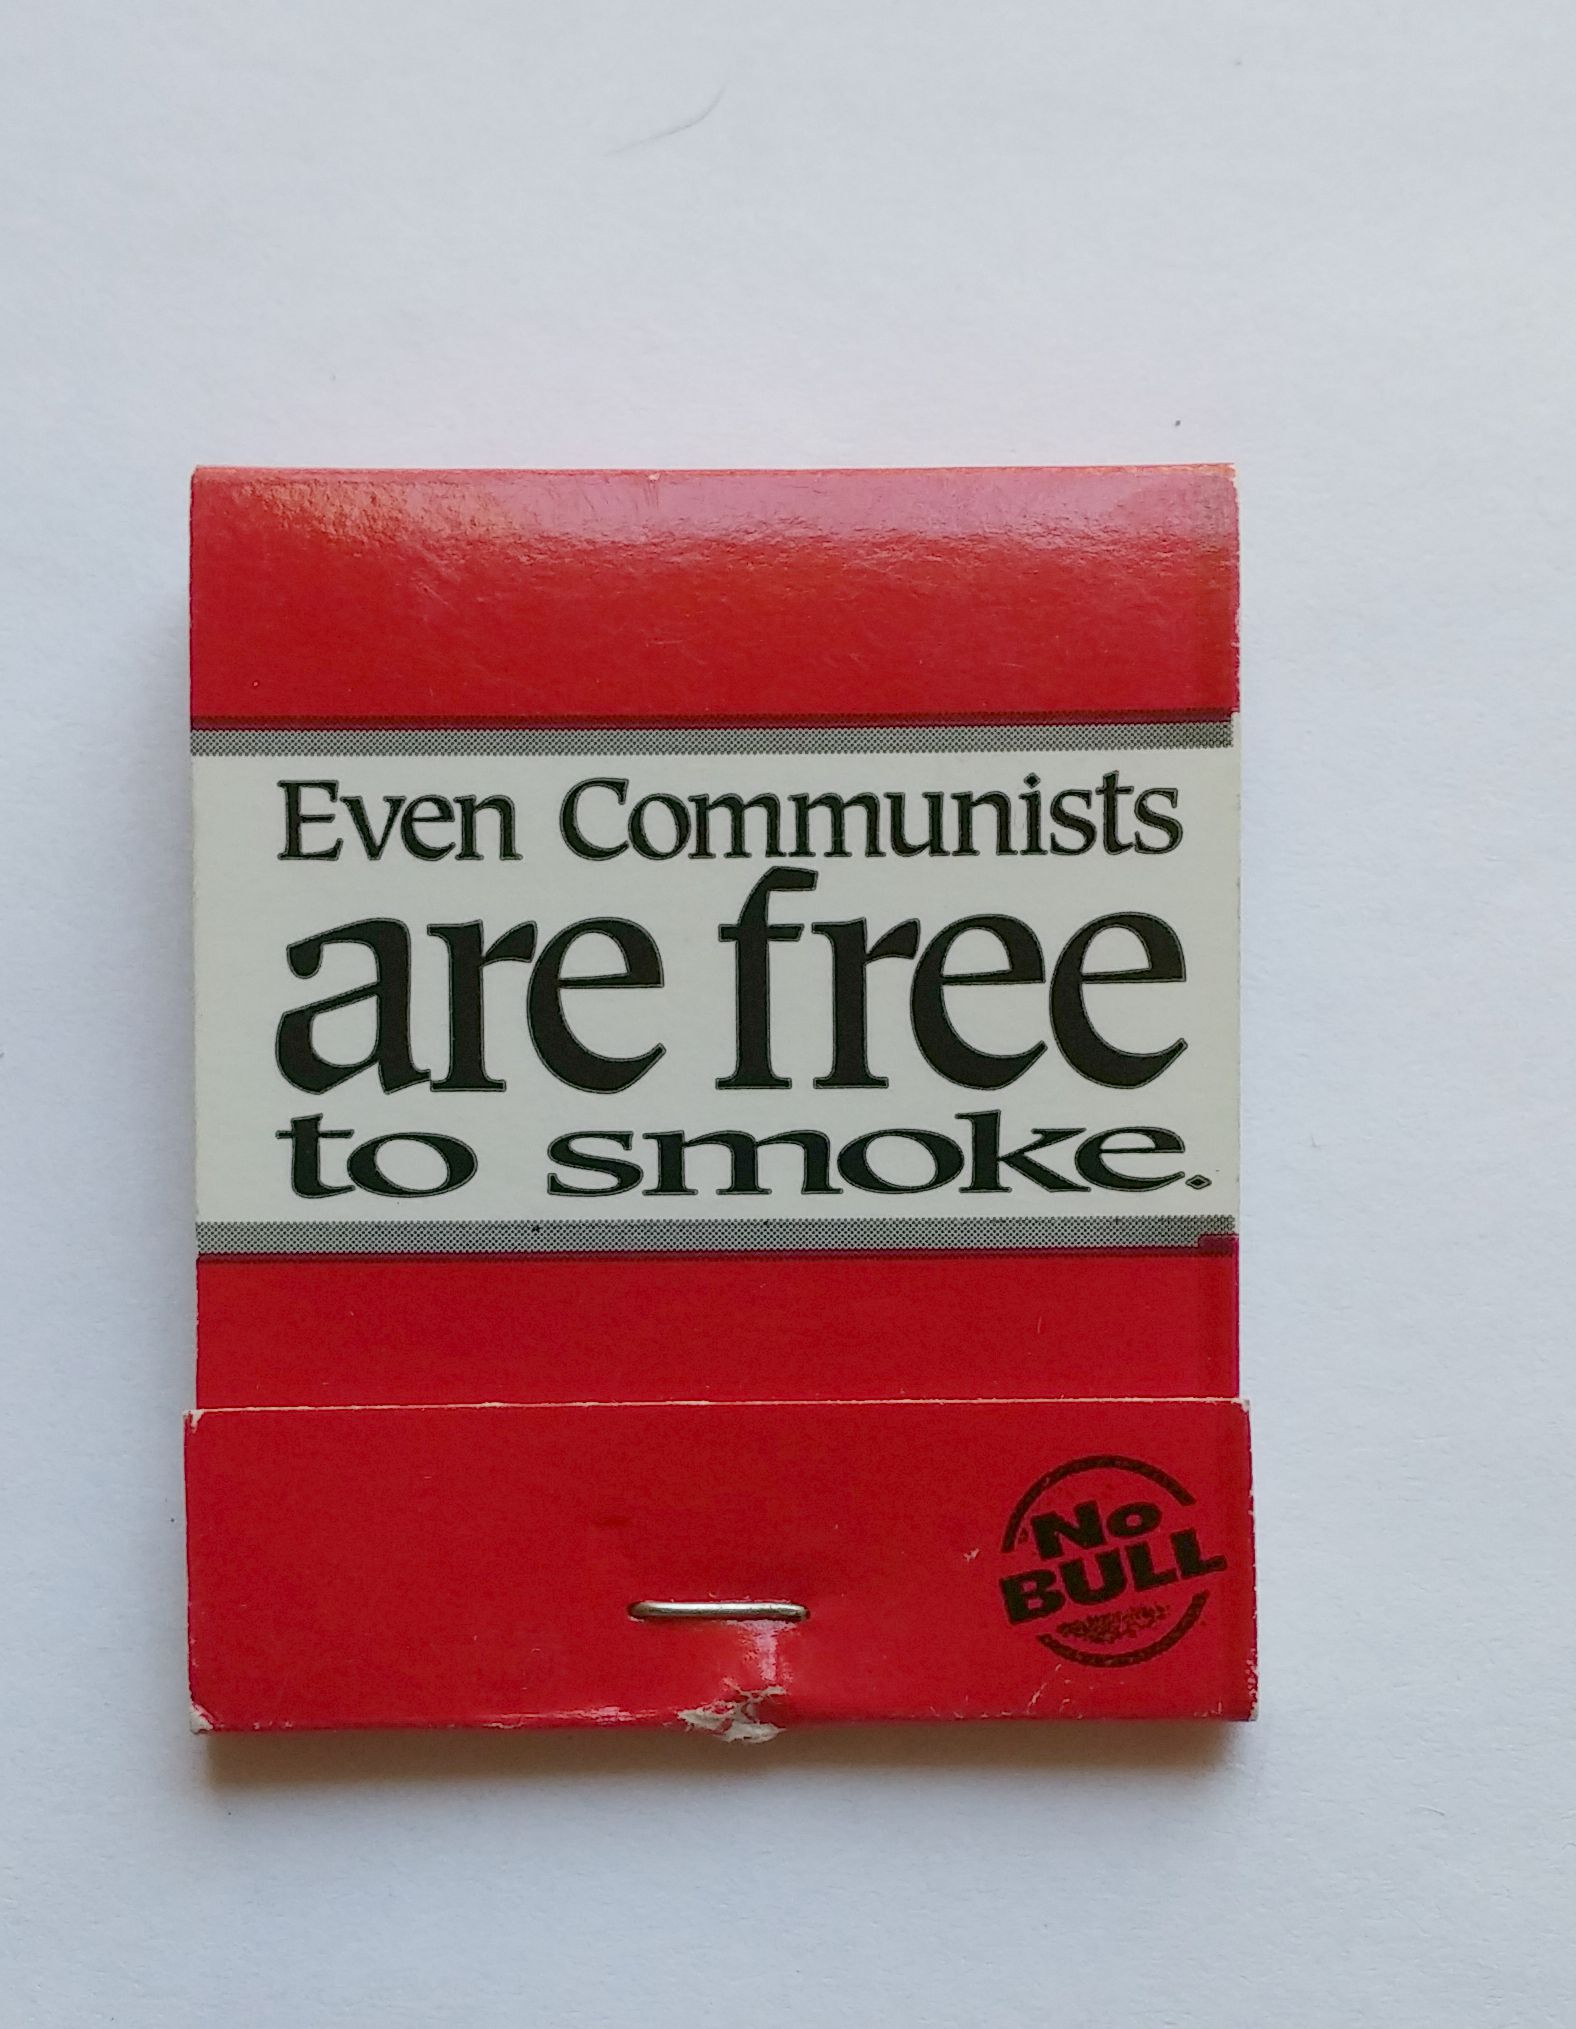 Even Communists
are free
to smoke.
No
BULL